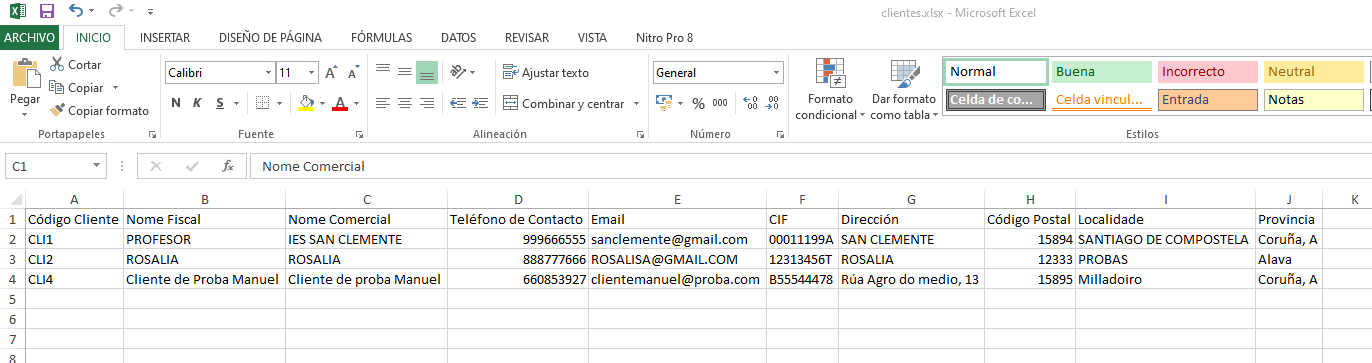 clientes.xlsx - Microsoft Excel
ARCHIVO INICIO INSERTAR DISEÑO DE PÁGINA FÓRMULAS DATOS REVISAR VISTA Nitro Pro 8
Pegar
Cortar
Copiar
Copiar formato
Portapapeles
Calibri 11 A A
N K S A
Fuente
Ajustar texto
Combinar y centrar
Alineación
General
% 000
Número
Formato condicional
Dar formato como tabla
Normal Buena Incorrecto Neutral
Celda de co... Celda vincul... Entrada Notas
Estilos
C1 fx Nome Comercial
A B C D E F G H I J K
1 Código Cliente Nome Fiscal Nome Comercial Teléfono de Contacto Email CIF Dirección Código Postal Localidade Provincia
2 CLI1 PROFESOR IES SAN CLEMENTE 999666555 sanclemente@gmail.com 00011199A SAN CLEMENTE 15894 SANTIAGO DE COMPOSTELA Coruña, A
3 CLI2 ROSALIA ROSALIA 888777666 ROSALISA@GMAIL.COM 12313456T ROSALIA 12333 PROBAS Alava
4 CLI4 Cliente de Proba Manuel Cliente de proba Manuel 660853927 clientemanuel@proba.com B55544478 Rúa Agro do medio, 13 15895 Milladoiro Coruña, A
5
6
7
8